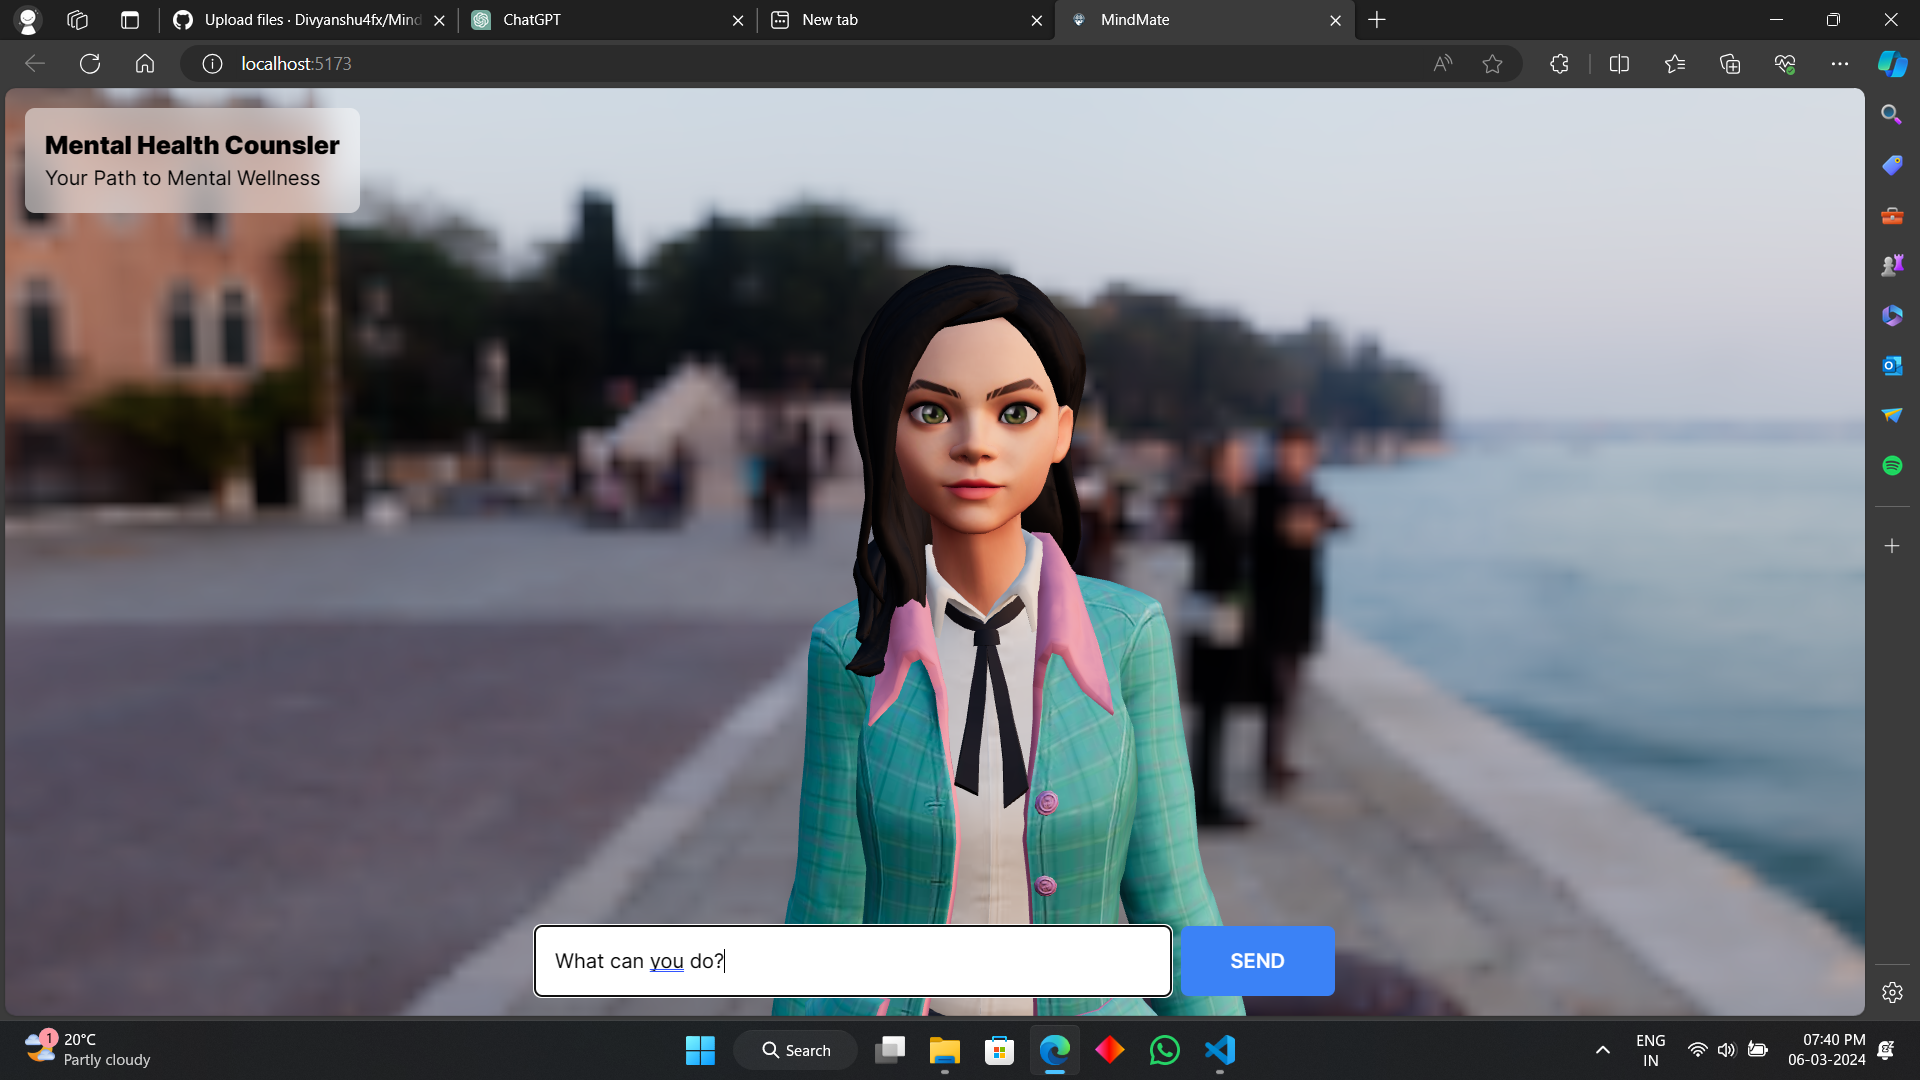 Upload files · Divyanshu4fx/Mind
ChatGPT
New tab
MindMate
localhost:5173
Mental Health Counsler
Your Path to Mental Wellness
What can you do?
SEND
1
20°C
Partly cloudy
Search
ENG
IN
07:40 PM
06-03-2024